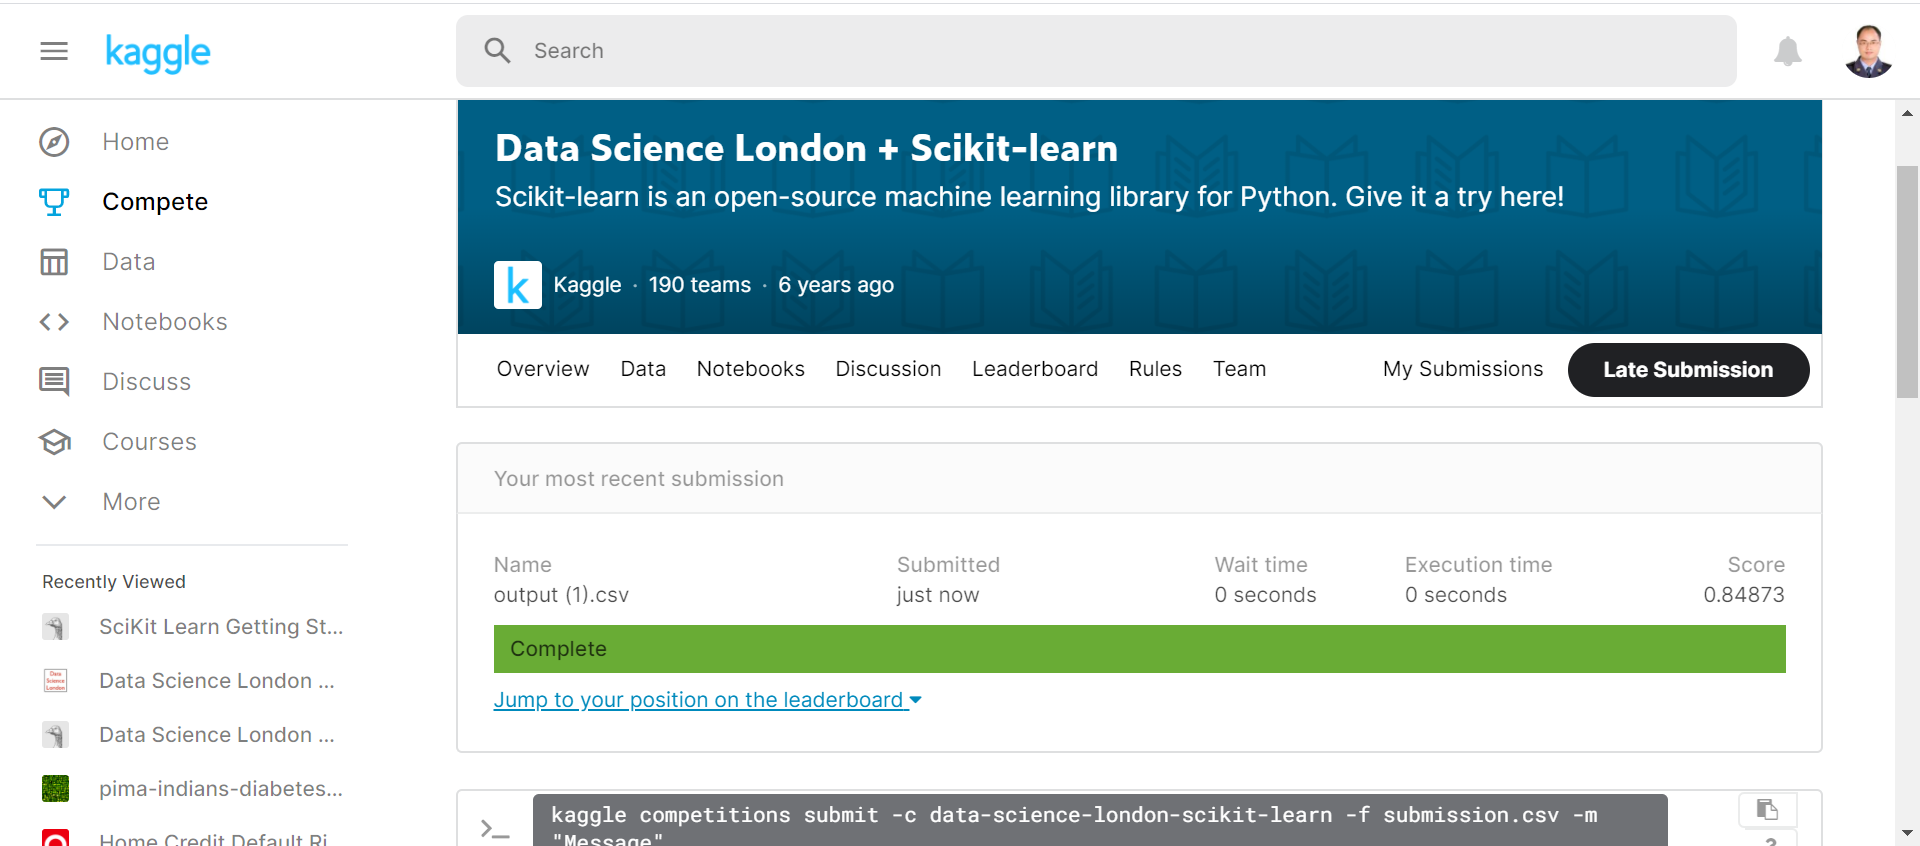 kaggle
Search
Home
Compete
Data
Notebooks
Discuss
Courses
More
Recently Viewed
SciKit Learn Getting St...
Data Science London ...
Data Science London ...
pima-indians-diabetes...
Home Credit Default Ri
Data Science London + Scikit-learn
Scikit-learn is an open-source machine learning library for Python. Give it a try here!
k
Kaggle · 190 teams · 6 years ago
Overview Data Notebooks Discussion Leaderboard Rules Team My Submissions Late Submission
Your most recent submission
Name Submitted Wait time Execution time Score
output (1).csv just now 0 seconds 0 seconds 0.84873
Complete
Jump to your position on the leaderboard
>_ kaggle competitions submit -c data-science-london-scikit-learn -f submission.csv -m
"Message"